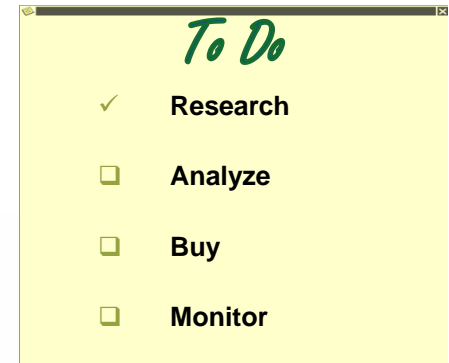 To Do
✓ Research
❑ Analyze
❑ Buy
❑ Monitor